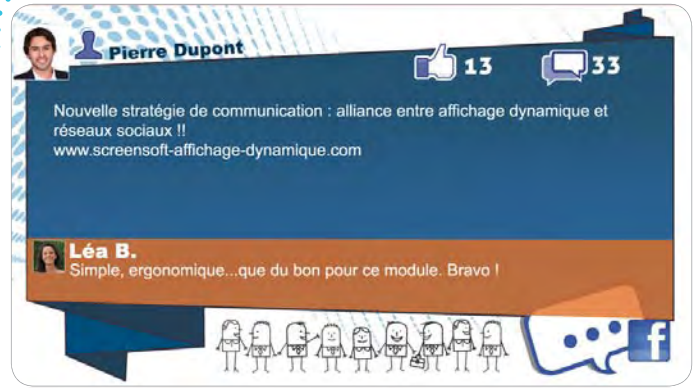 Pierre Dupont
13
33
Nouvelle stratégie de communication : alliance entre affichage dynamique et
réseaux sociaux !!
www.screensoft-affichage-dynamique.com
Léa B.
Simple, ergonomique...que du bon pour ce module. Bravo !
f